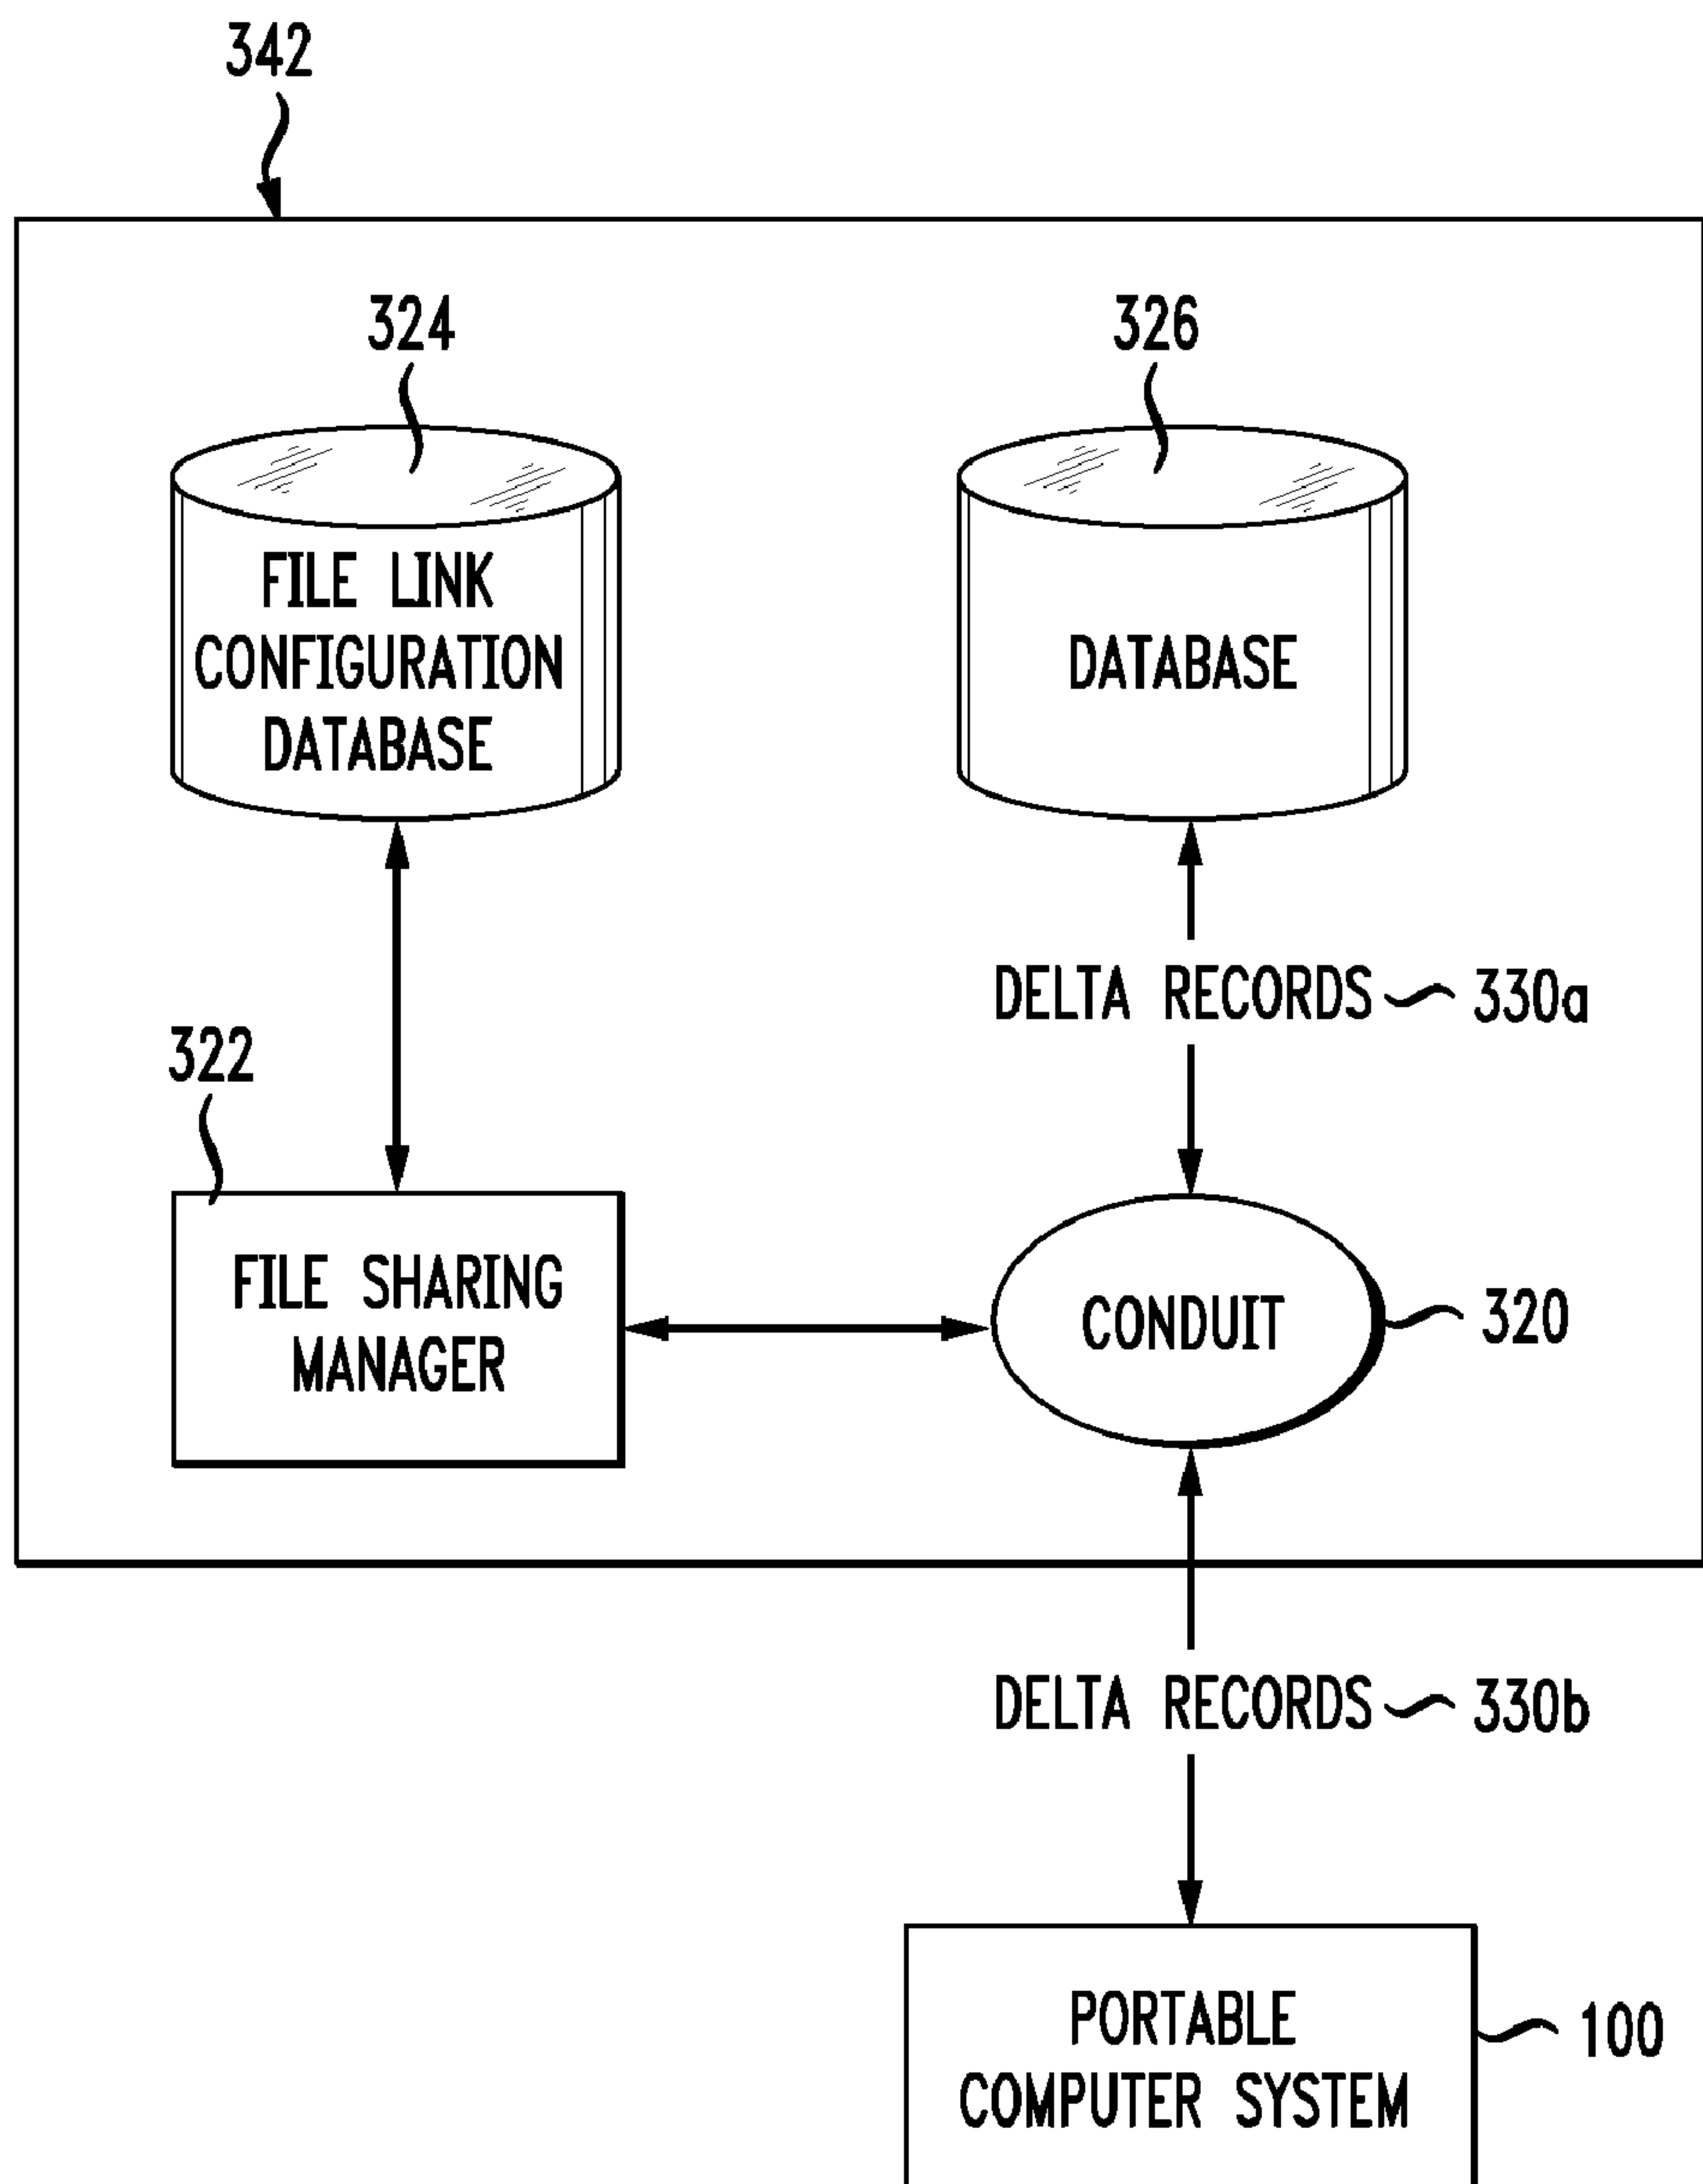 342
324
326
FILE LINK
CONFIGURATION
DATABASE
DATABASE
DELTA RECORDS 330a
322
FILE SHARING
MANAGER
CONDUIT
320
DELTA RECORDS 330b
PORTABLE
COMPUTER SYSTEM
100